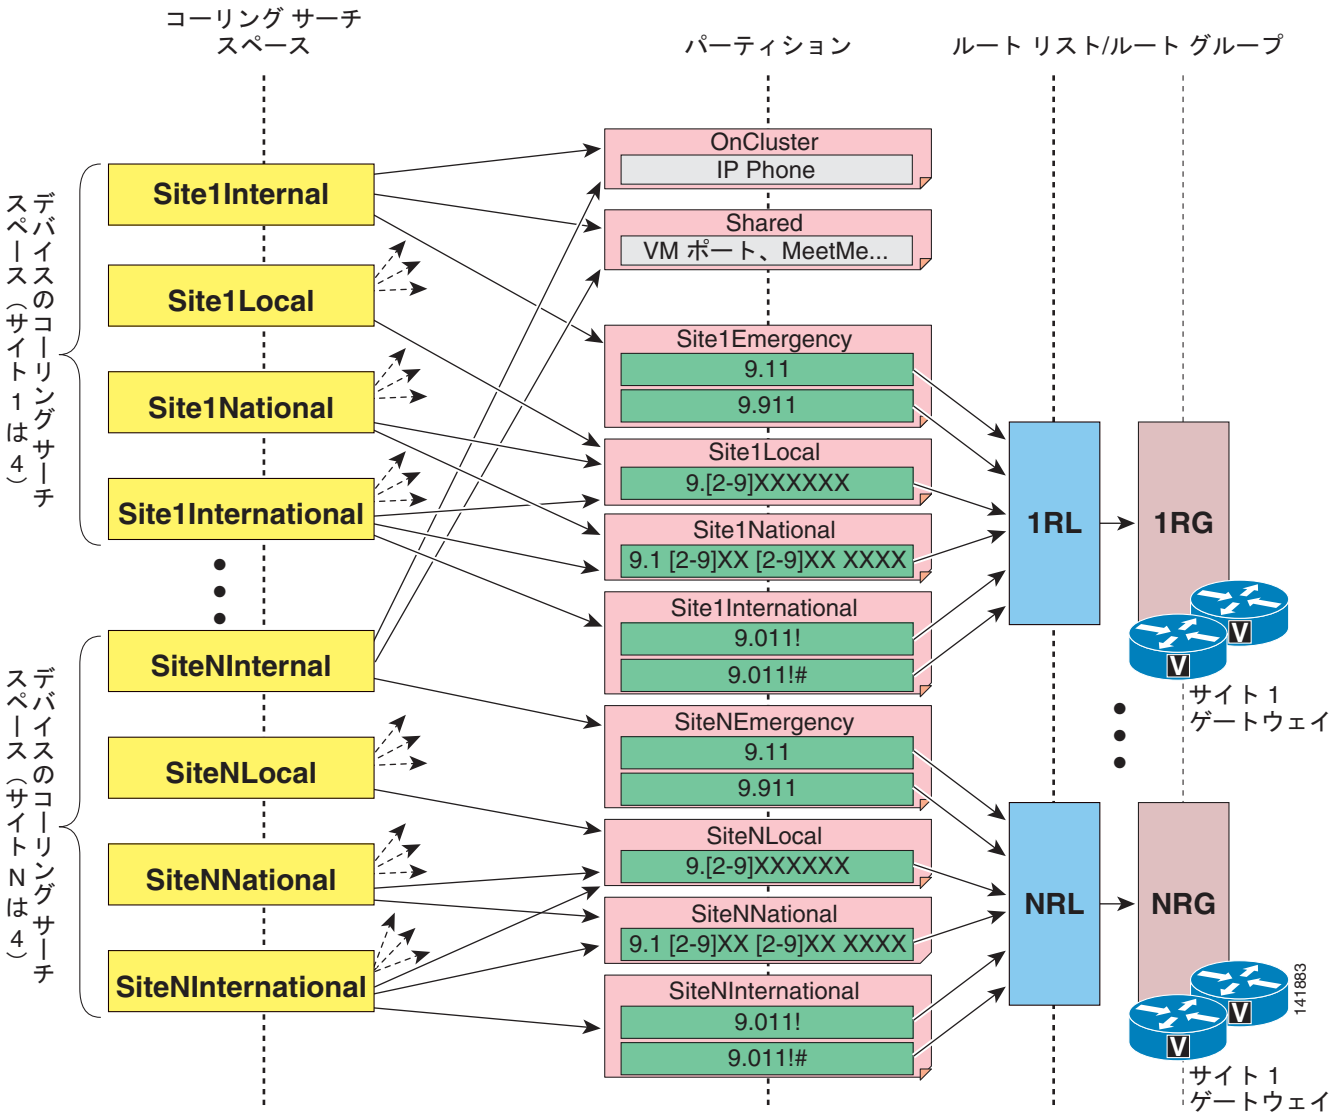 コーリング サーチ
スペース
パーティション
ルート リスト/ルート グループ
デバイスのコーリング サーチ
スペース（サイト 1 は 4）
Site1Internal
Site1Local
Site1National
Site1International
デバイスのコーリング サーチ
スペース（サイト N は 4）
SiteNInternal
SiteNLocal
SiteNNational
SiteNInternational
OnCluster
IP Phone
Shared
VM ポート、MeetMe...
Site1Emergency
9.11
9.911
Site1Local
9.[2-9]XXXXXX
Site1National
9.1 [2-9]XX [2-9]XX XXXX
Site1International
9.011!
9.011!#
SiteNEmergency
9.11
9.911
SiteNLocal
9.[2-9]XXXXXX
SiteNNational
9.1 [2-9]XX [2-9]XX XXXX
SiteNInternational
9.011!
9.011!#
1RL
1RG
V
V
サイト 1
ゲートウェイ
NRL
NRG
V
V
サイト 1
ゲートウェイ
141883